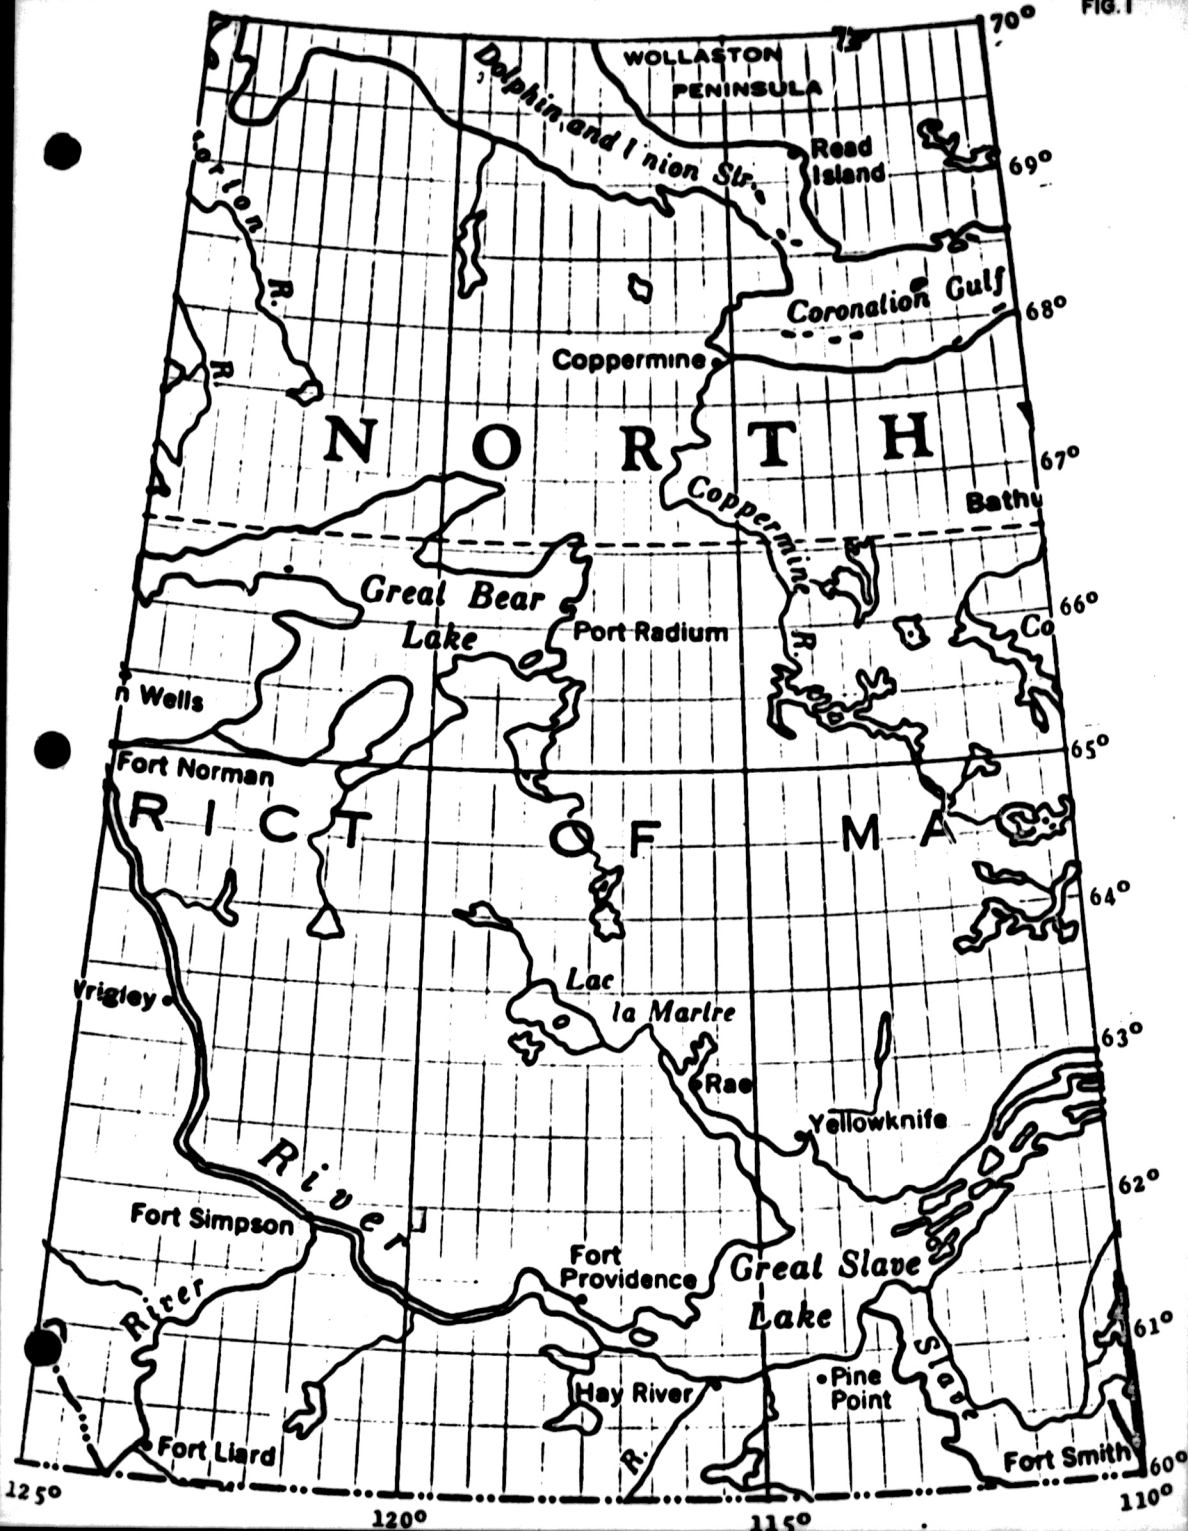 FIG. 1
70°
WOLLASTON
PENINSULA
Dolphin and Union Str.
Read
Island
69°
orton
R.
Coronation Gulf
68°
R.
Coppermine
N O R T H
67°
Coppermine
R.
Bathu
Great Bear
Lake
66°
Port Radium
Co
n Wells
65°
Fort Norman
R I C T O F M A
64°
Wrigley
Lac
la Martre
63°
Rae
Yellowknife
River
62°
Fort Simpson
Fort
Providence
Great Slave
Lake
River
61°
Slave
Pine
Point
Hay River
R.
Fort Liard
Fort Smith
60°
125°
120°
115°
110°